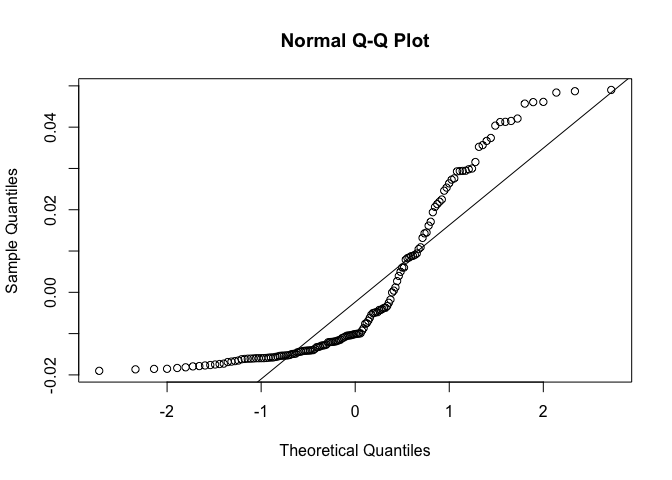 Normal Q-Q Plot
Sample Quantiles
0.04
0.02
0.00
-0.02
-2 -1 0 1 2
Theoretical Quantiles